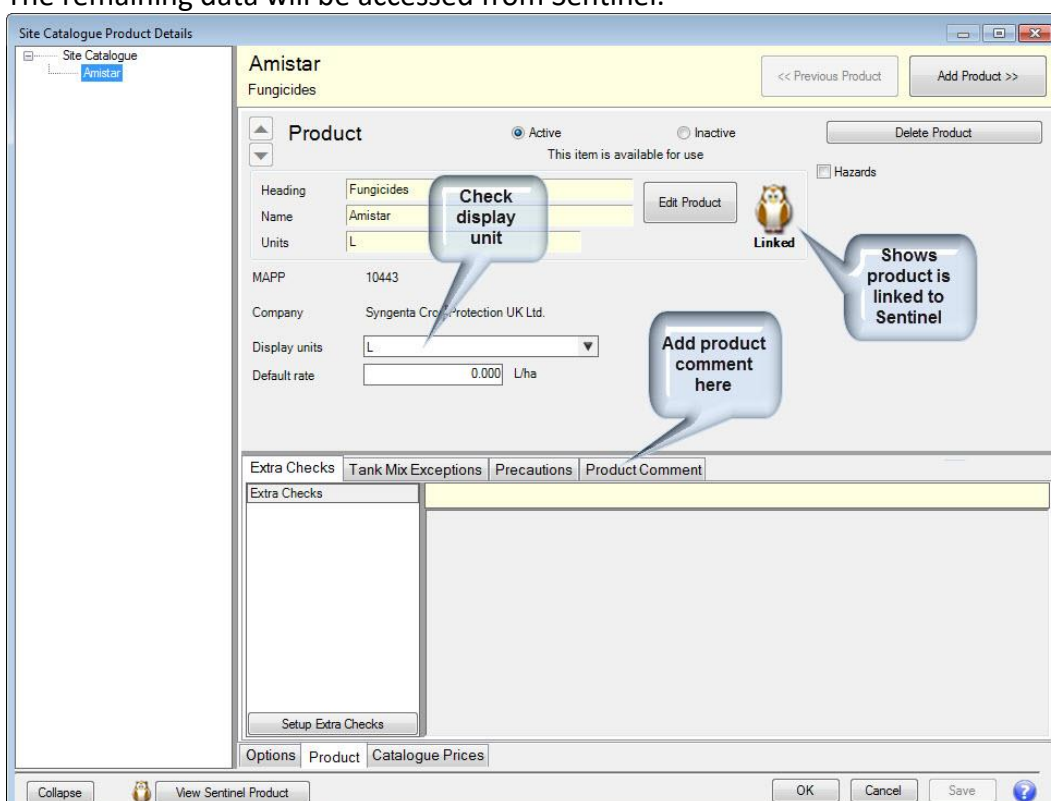 The remaining data will be accessed from Sentinel.
Site Catalogue Product Details
Site Catalogue
Amistar
Amistar
Fungicides
<< Previous Product
Add Product >>
Product
Active
Inactive
Delete Product
This item is available for use
Hazards
Heading
Fungicides
Name
Amistar
Units
L
Edit Product
Linked
Check
display
unit
Shows
product is
linked to
Sentinel
MAPP
10443
Company
Syngenta Crop Protection UK Ltd.
Display units
L
Default rate
0.000
L/ha
Add product
comment
here
Extra Checks
Tank Mix Exceptions
Precautions
Product Comment
Extra Checks
Setup Extra Checks
Options
Product
Catalogue Prices
Collapse
View Sentinel Product
OK
Cancel
Save
?